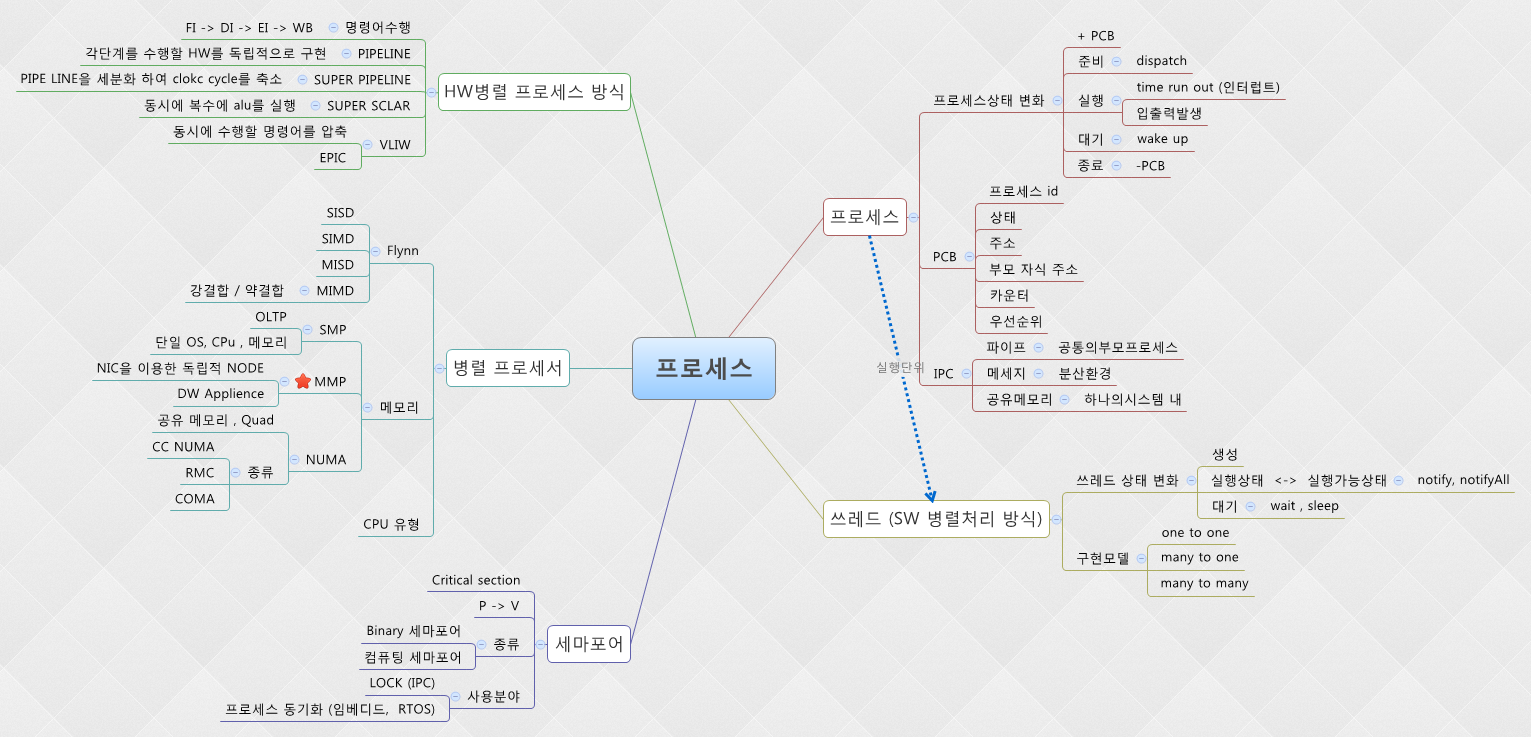 프로세스
HW병렬 프로세스 방식
명령어수행
FI -> DI -> EI -> WB
PIPELINE
각단계를 수행할 HW를 독립적으로 구현
SUPER PIPELINE
PIPE LINE을 세분화 하여 clokc cycle를 축소
SUPER SCLAR
동시에 복수에 alu를 실행
VLIW
동시에 수행할 명령어를 압축
EPIC
병렬 프로세서
Flynn
SISD
SIMD
MISD
MIMD
강결합 / 약결합
메모리
SMP
OLTP
단일 OS, CPu , 메모리
MMP
NIC을 이용한 독립적 NODE
DW Applience
NUMA
공유 메모리 , Quad
종류
CC NUMA
RMC
COMA
CPU 유형
세마포어
Critical section
P -> V
종류
Binary 세마포어
컴퓨팅 세마포어
사용분야
LOCK (IPC)
프로세스 동기화 (임베디드,  RTOS)
프로세스
프로세스상태 변화
+ PCB
준비
dispatch
실행
time run out (인터럽트)
입출력발생
대기
wake up
종료
-PCB
PCB
프로세스 id
상태
주소
부모 자식 주소
카운터
우선순위
IPC
파이프
공통의부모프로세스
메세지
분산환경
공유메모리
하나의시스템 내
실행단위
쓰레드 (SW 병렬처리 방식)
쓰레드 상태 변화
생성
실행상태  <->  실행가능상태
notify, notifyAll
대기
wait , sleep
구현모델
one to one
many to one
many to many